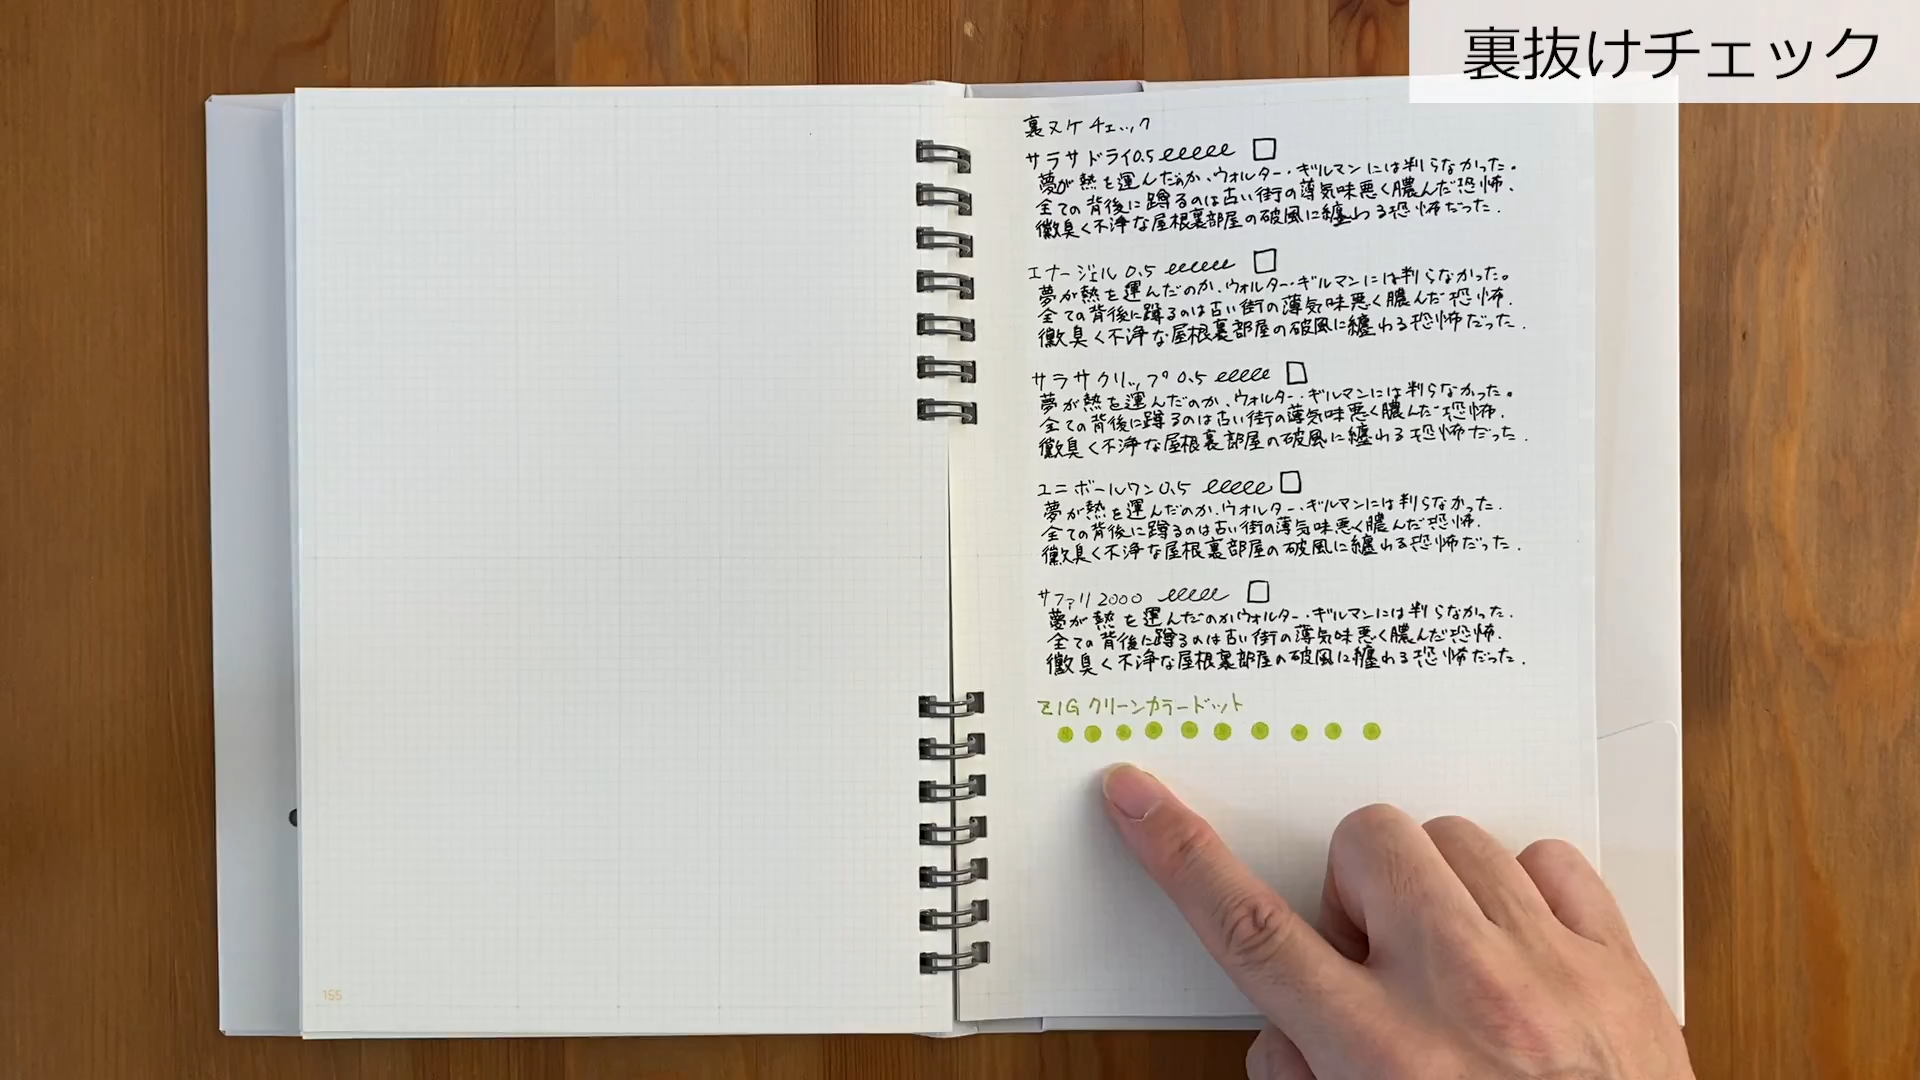 裏抜けチェック
裏ヌケチェック
サラサドライ0.5
夢が熱を運んだのか、ウォルター・ギルマンには判らなかった。
全ての背後に蹲るのは古い街の薄気味悪く膿んだ恐怖、
黴臭く不浄な屋根裏部屋の破風に纏わる恐怖だった.
エナージェル 0.5
夢が熱を運んだのか、ウォルター・ギルマンには判らなかった。
全ての背後に蹲るのは古い街の薄気味悪く膿んだ恐怖.
黴臭く不浄な屋根裏部屋の破風に纏わる恐怖だった.
サラサクリップ 0.5
夢が熱を運んだのか、ウォルター・ギルマンには判らなかった。
全ての背後に蹲るのは古い街の薄気味悪く膿んだ恐怖.
黴臭く不浄な屋根裏部屋の破風に纏わる恐怖だった.
ユニボールワン0.5
夢が熱を運んだのか、ウォルター・ギルマンには判らなかった.
全ての背後に蹲るのは古い街の薄気味悪く膿んだ恐怖.
黴臭く不浄な屋根裏部屋の破風に纏わる恐怖だった.
サファリ2000
夢が熱を運んだのかウォルター・ギルマンには判らなかった.
全ての背後に蹲るのは古い街の薄気味悪く膿んだ恐怖.
黴臭く不浄な屋根裏部屋の破風に纏わる恐怖だった.
ZIG クリーンカラードット
155